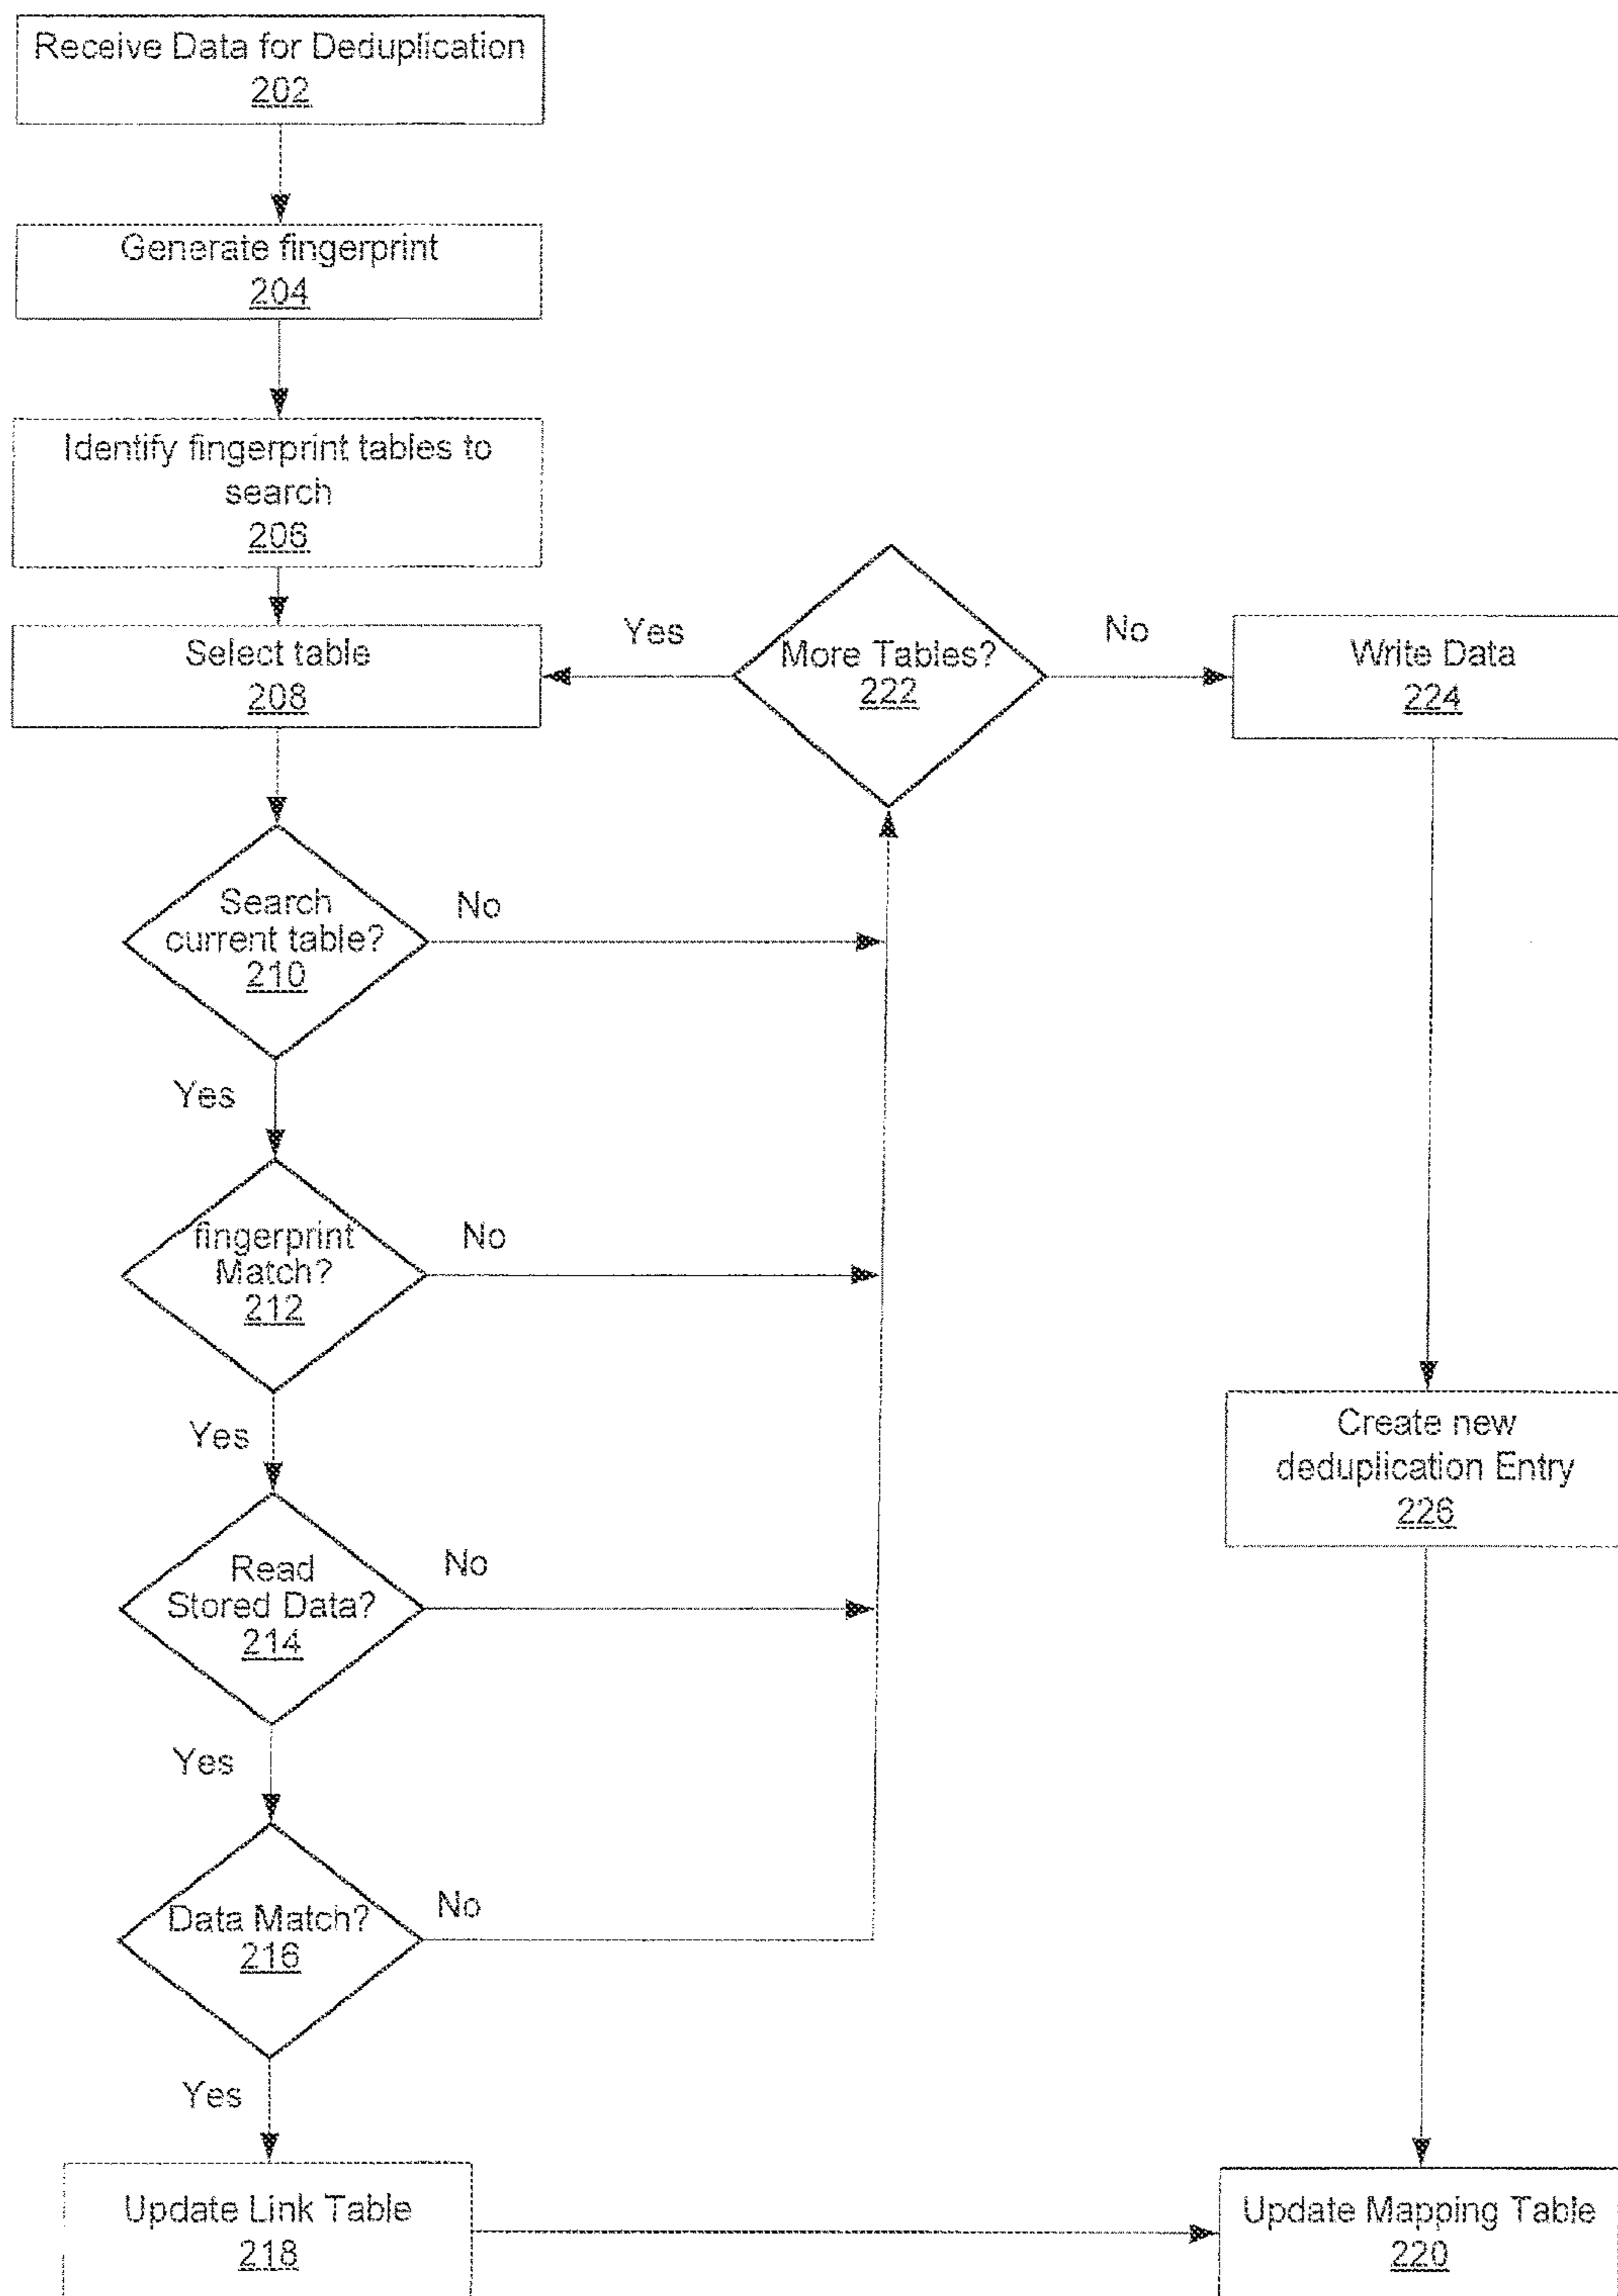 Receive Data for Deduplication
202
Generate fingerprint
204
Identify fingerprint tables to
search
206
Select table
208
Yes
More Tables?
222
No
Write Data
224
Search
current table?
210
No
Yes
fingerprint
Match?
212
No
Yes
Read
Stored Data?
214
No
Create new
deduplication Entry
226
Yes
Data Match?
216
No
Yes
Update Link Table
218
Update Mapping Table
220